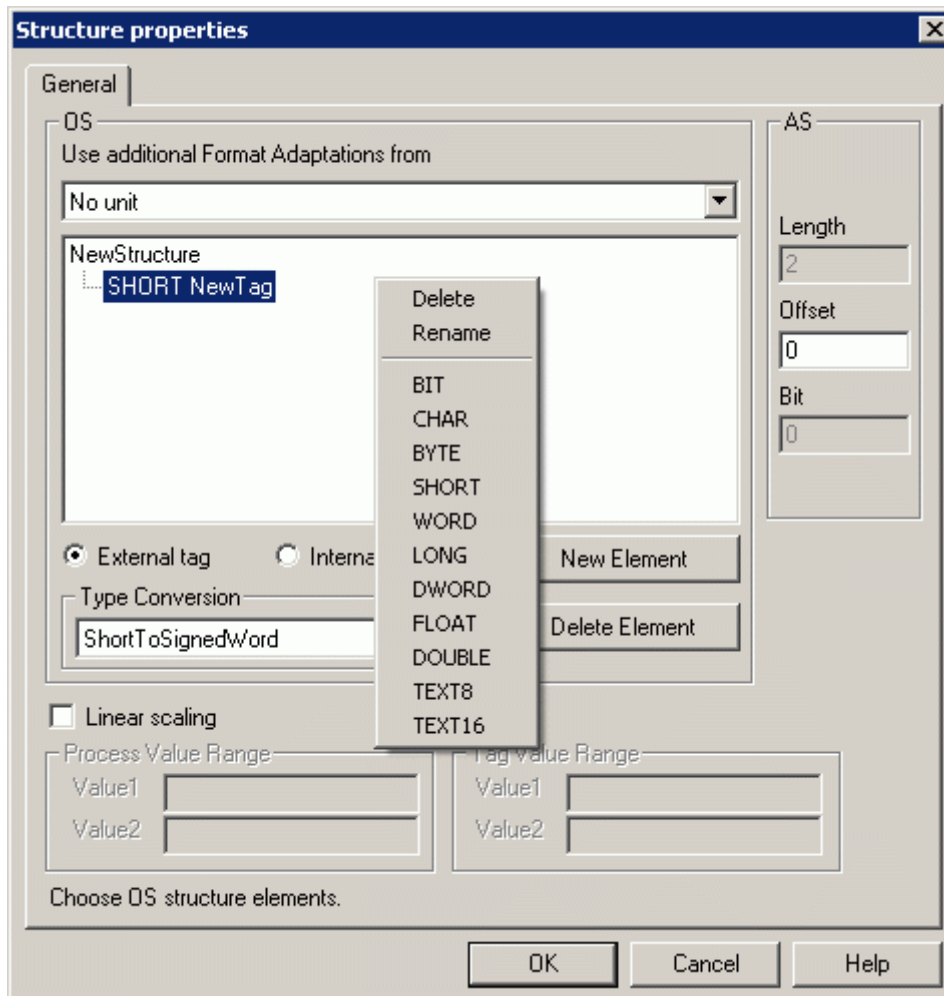 Structure properties
General
OS
Use additional Format Adaptations from
No unit
NewStructure
SHORT NewTag
Delete
Rename
BIT
CHAR
BYTE
SHORT
WORD
LONG
DWORD
FLOAT
DOUBLE
TEXT8
TEXT16
External tag
New Element
Type Conversion
ShortToSignedWord
Delete Element
AS
Length
2
Offset
0
Bit
0
Linear scaling
Process Value Range
Value1
Value2
Tag Value Range
Value1
Value2
Choose OS structure elements.
OK
Cancel
Help